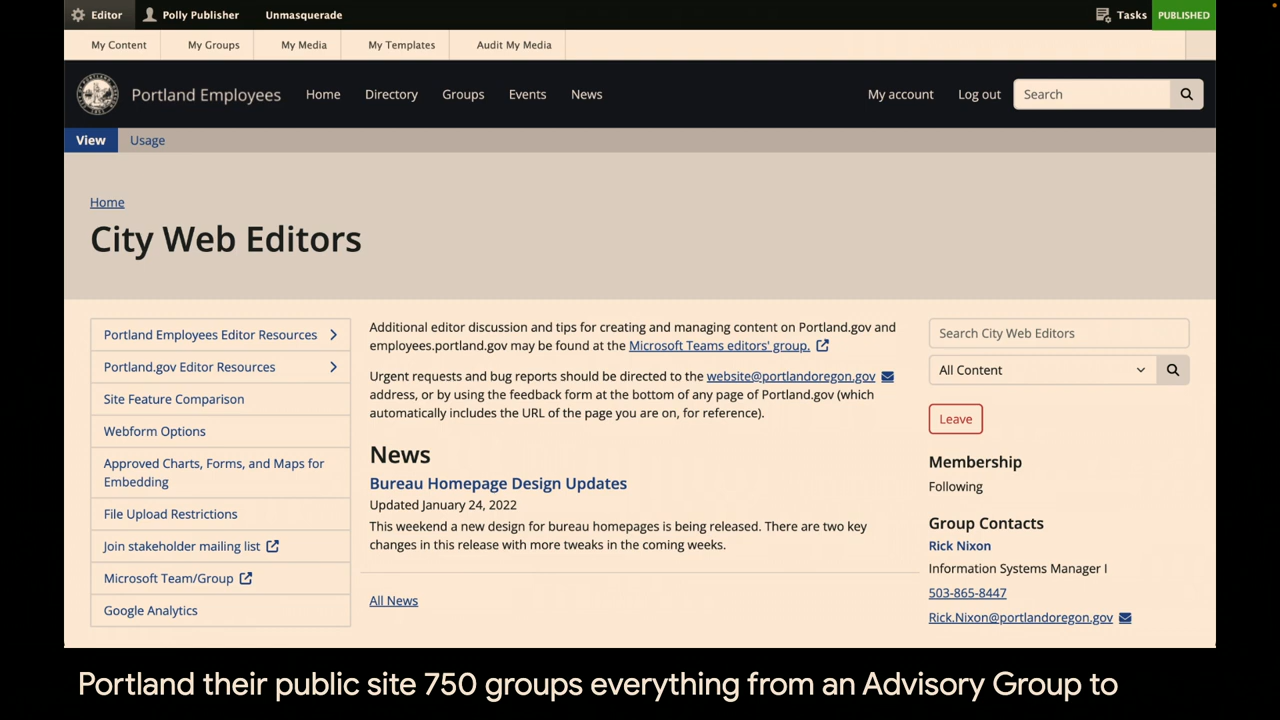 Editor Polly Publisher Unmasquerade Tasks PUBLISHED
My Content My Groups My Media My Templates Audit My Media
Portland Employees Home Directory Groups Events News My account Log out Search
View Usage
Home
City Web Editors
Portland Employees Editor Resources
Portland.gov Editor Resources
Site Feature Comparison
Webform Options
Approved Charts, Forms, and Maps for
Embedding
File Upload Restrictions
Join stakeholder mailing list
Microsoft Team/Group
Google Analytics
Additional editor discussion and tips for creating and managing content on Portland.gov and
employees.portland.gov may be found at the Microsoft Teams editors' group.
Urgent requests and bug reports should be directed to the website@portlandoregon.gov
address, or by using the feedback form at the bottom of any page of Portland.gov (which
automatically includes the URL of the page you are on, for reference).
News
Bureau Homepage Design Updates
Updated January 24, 2022
This weekend a new design for bureau homepages is being released. There are two key
changes in this release with more tweaks in the coming weeks.
All News
Search City Web Editors
All Content
Leave
Membership
Following
Group Contacts
Rick Nixon
Information Systems Manager I
503-865-8447
Rick.Nixon@portlandoregon.gov
Portland their public site 750 groups everything from an Advisory Group to